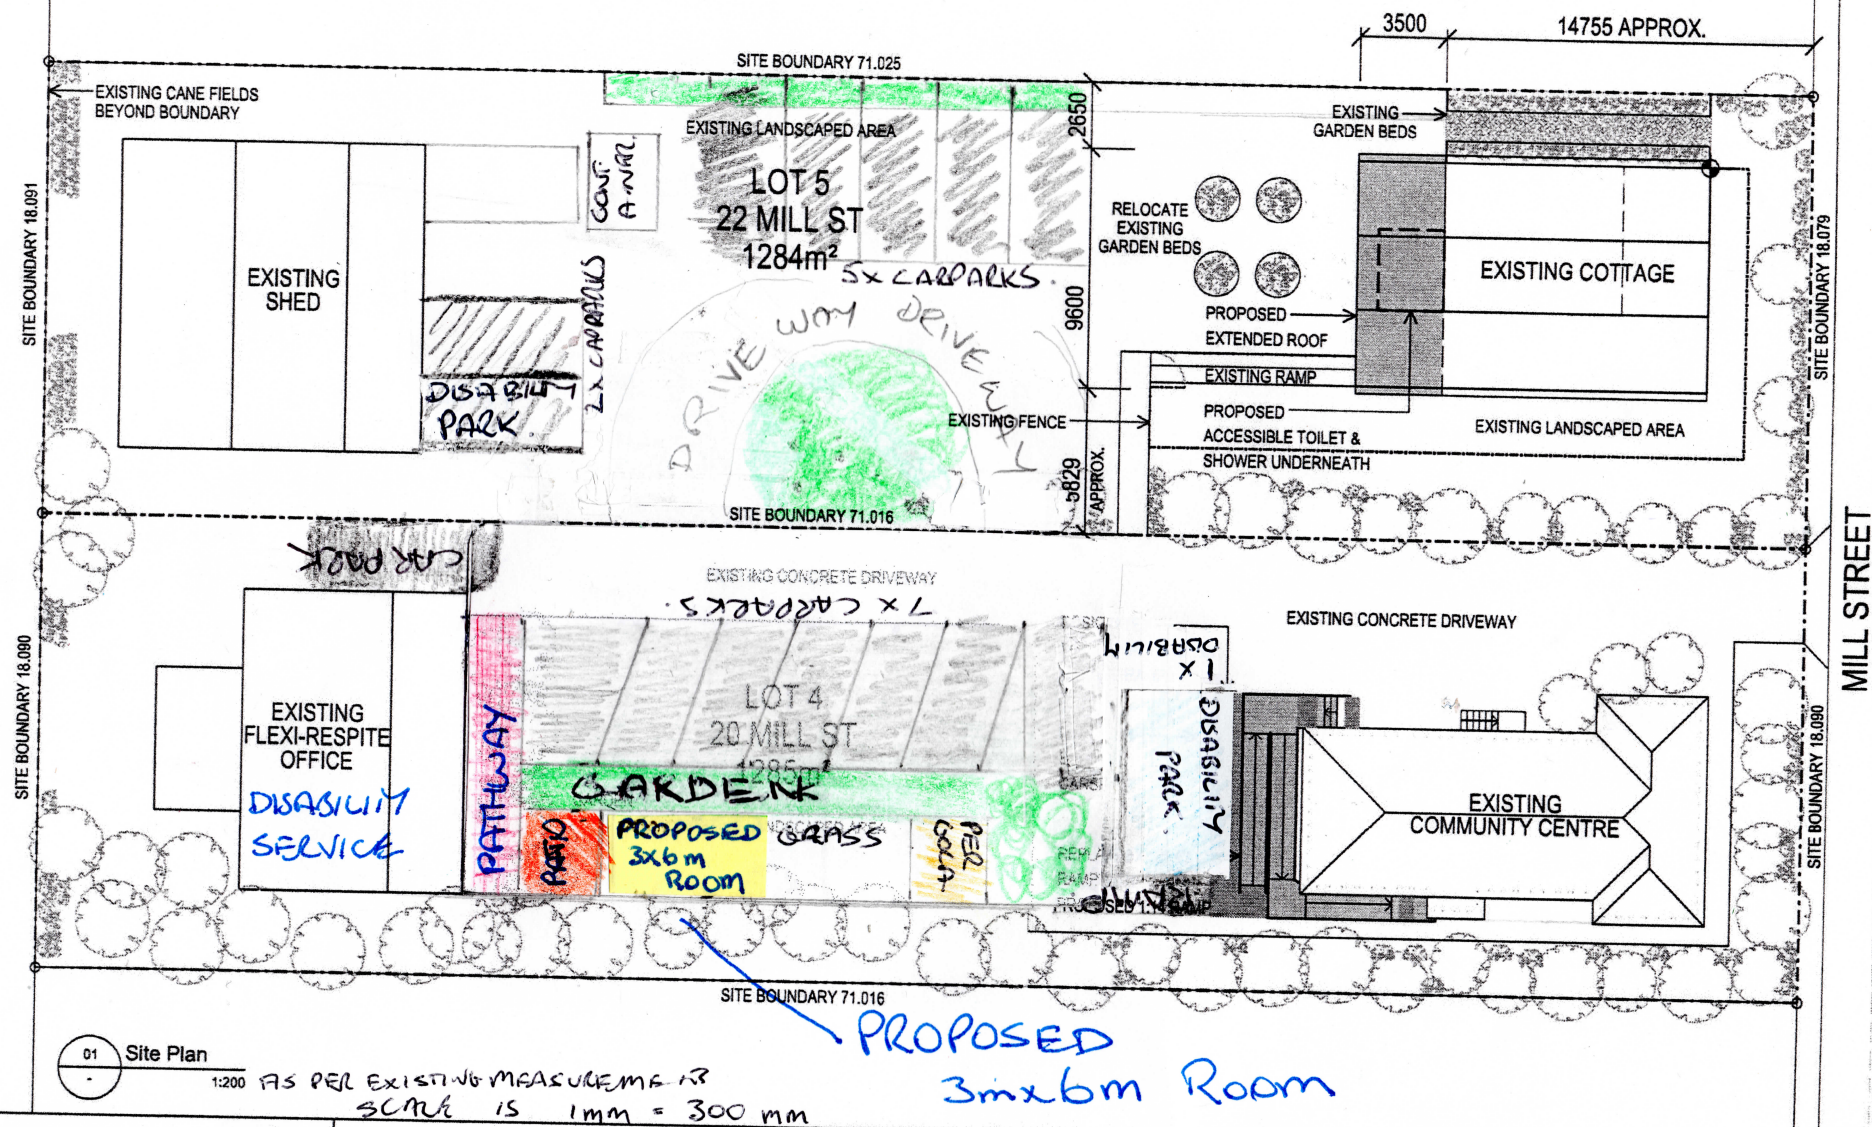 3500
14755 APPROX.
SITE BOUNDARY 71.025
EXISTING CANE FIELDS
BEYOND BOUNDARY
EXISTING LANDSCAPED AREA
2650
EXISTING
GARDEN BEDS
CONT
AINAR.
LOT 5
22 MILL ST
1284m²
5x CARPARKS.
SITE BOUNDARY 18.091
EXISTING
SHED
2x CARPARKS
DISABILITY
PARK
DRIVE WAY DRIVEWAY
9600
RELOCATE
EXISTING
GARDEN BEDS
EXISTING COTTAGE
SITE BOUNDARY 18.079
PROPOSED
EXTENDED ROOF
EXISTING RAMP
EXISTING FENCE
PROPOSED
ACCESSIBLE TOILET &
SHOWER UNDERNEATH
EXISTING LANDSCAPED AREA
5829
APPROX.
SITE BOUNDARY 71.016
MILL STREET
CAR PARK
EXISTING CONCRETE DRIVEWAY
7x CARPARKS.
EXISTING CONCRETE DRIVEWAY
1 x
DISABILITY
SITE BOUNDARY 18.090
EXISTING
FLEXI-RESPITE
OFFICE
DISABILITY
SERVICE
PATHWAY
LOT 4
20 MILL ST
1285m²
GARDEN
PATIO
PROPOSED
3x6m
ROOM
GRASS
PER
GOLA
DISABILITY
PARK
RAMP
EXISTING
COMMUNITY CENTRE
SITE BOUNDARY 18.090
SITE BOUNDARY 71.016
PROPOSED
3mx6m Room
01
-
Site Plan
1:200
AS PER EXISTING MEASUREMENTS
SCALE IS 1mm = 300 mm